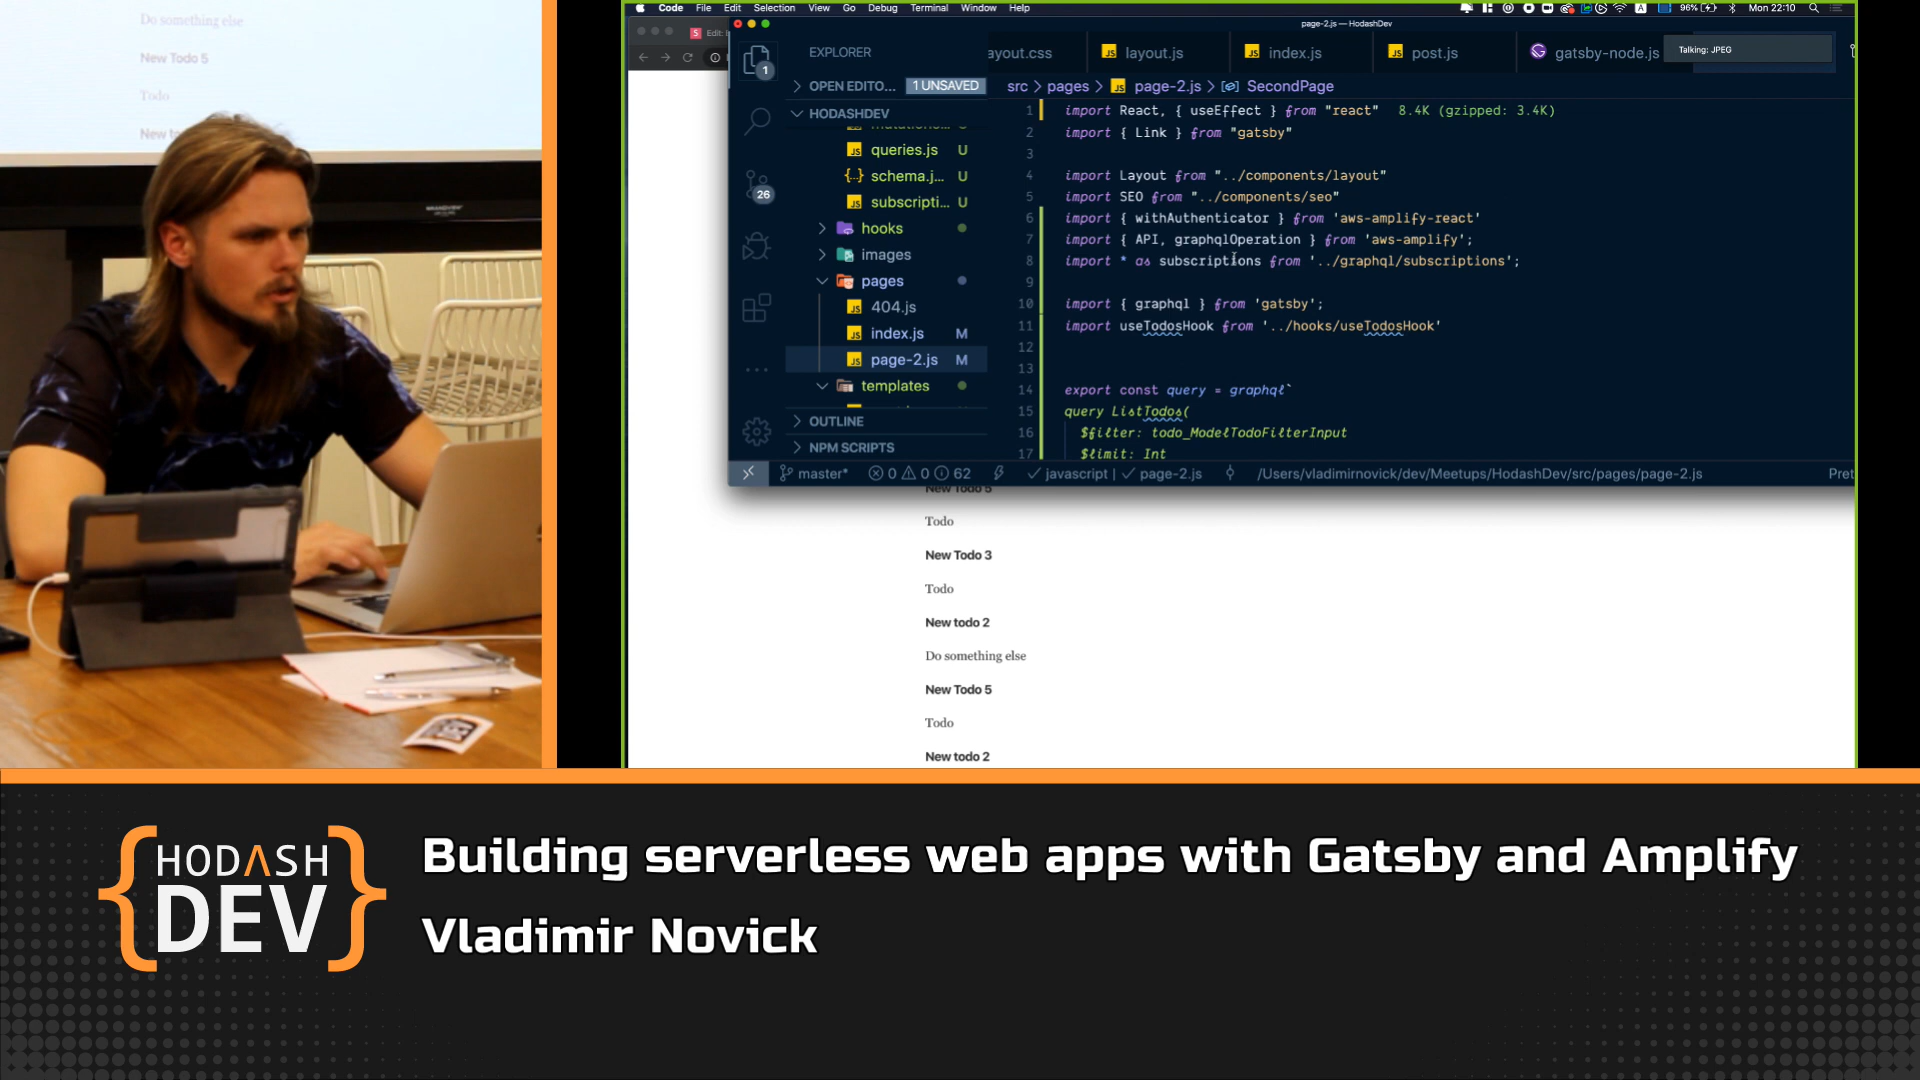 Do something else
New Todo 5
Todo
Code File Edit Selection View Go Debug Terminal Window Help
96% Mon 22:10
page-2.js — HodashDev
Talking: JPEG
EXPLORER
ayout.css
layout.js
index.js
post.js
gatsby-node.js
1
OPEN EDITO... 1 UNSAVED
src > pages > page-2.js > SecondPage
HODASHDEV
queries.js U
schema.j... U
subscripti... U
26
hooks
images
pages
404.js
index.js M
page-2.js M
templates
OUTLINE
NPM SCRIPTS
1 import React, { useEffect } from "react" 8.4K (gzipped: 3.4K)
2 import { Link } from "gatsby"
3
4 import Layout from "../components/layout"
5 import SEO from "../components/seo"
6 import { withAuthenticator } from 'aws-amplify-react'
7 import { API, graphqlOperation } from 'aws-amplify';
8 import * as subscriptions from '../graphql/subscriptions';
9
10 import { graphql } from 'gatsby';
11 import useTodosHook from '../hooks/useTodosHook'
12
13
14 export const query = graphql`
15 query ListTodos(
16 $filter: todo_ModelTodoFilterInput
17 $limit: Int
master* 0 0 62 javascript | page-2.js /Users/vladimirnovick/dev/Meetups/HodashDev/src/pages/page-2.js Pret
New Todo 5
Todo
New Todo 3
Todo
New todo 2
Do something else
New Todo 5
Todo
New todo 2
{HODASH DEV}
Building serverless web apps with Gatsby and Amplify
Vladimir Novick